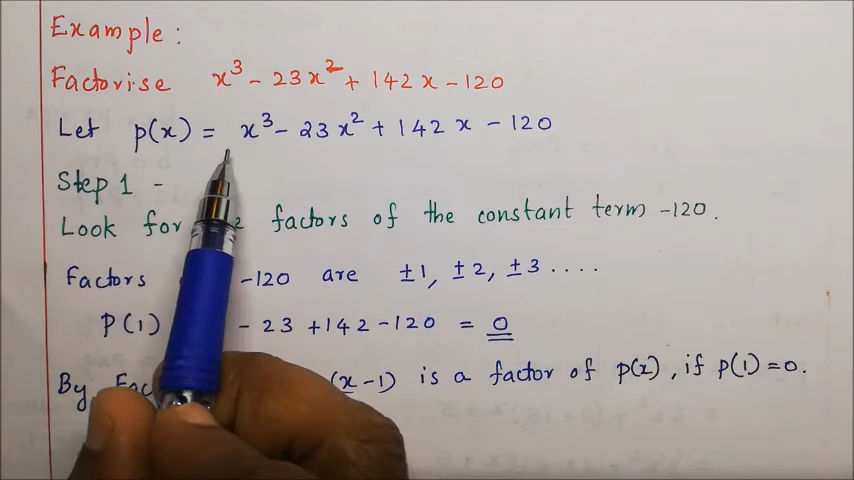 Example:
Factorise x³ - 23x² + 142x - 120
Let p(x) = x³ - 23x² + 142x - 120
Step 1 -
Look for factors of the constant term -120.
Factors -120 are ±1, ±2, ±3 ....
P(1) - 23 + 142 - 120 = 0
By (x-1) is a factor of p(x), if p(1) = 0.